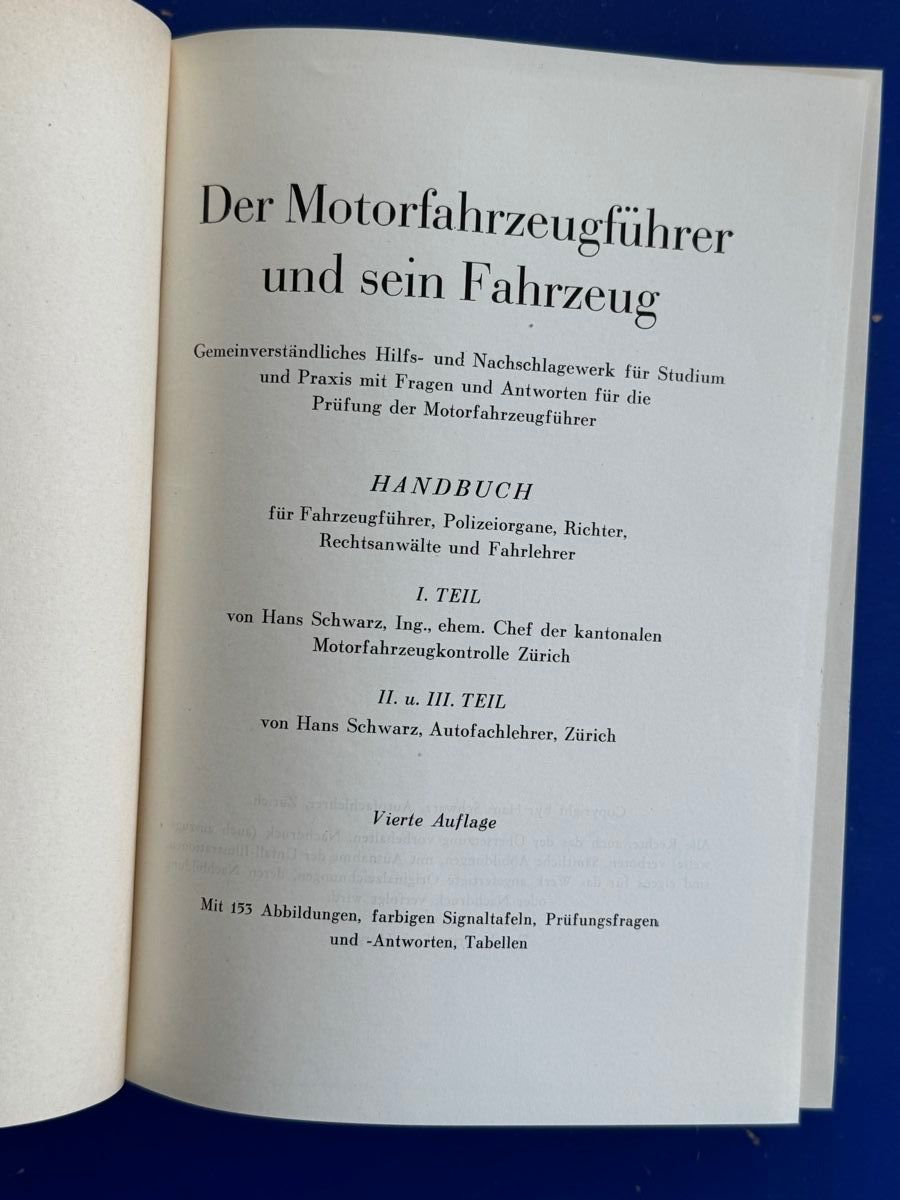 Der Motorfahrzeugführer
und sein Fahrzeug
Gemeinverständliches Hilfs- und Nachschlagewerk für Studium
und Praxis mit Fragen und Antworten für die
Prüfung der Motorfahrzeugführer
HANDBUCH
für Fahrzeugführer, Polizeiorgane, Richter,
Rechtsanwälte und Fahrlehrer
I. TEIL
von Hans Schwarz, Ing., ehem. Chef der kantonalen
Motorfahrzeugkontrolle Zürich
II. u. III. TEIL
von Hans Schwarz, Autofachlehrer, Zürich
Vierte Auflage
Mit 153 Abbildungen, farbigen Signaltafeln, Prüfungsfragen
und -Antworten, Tabellen